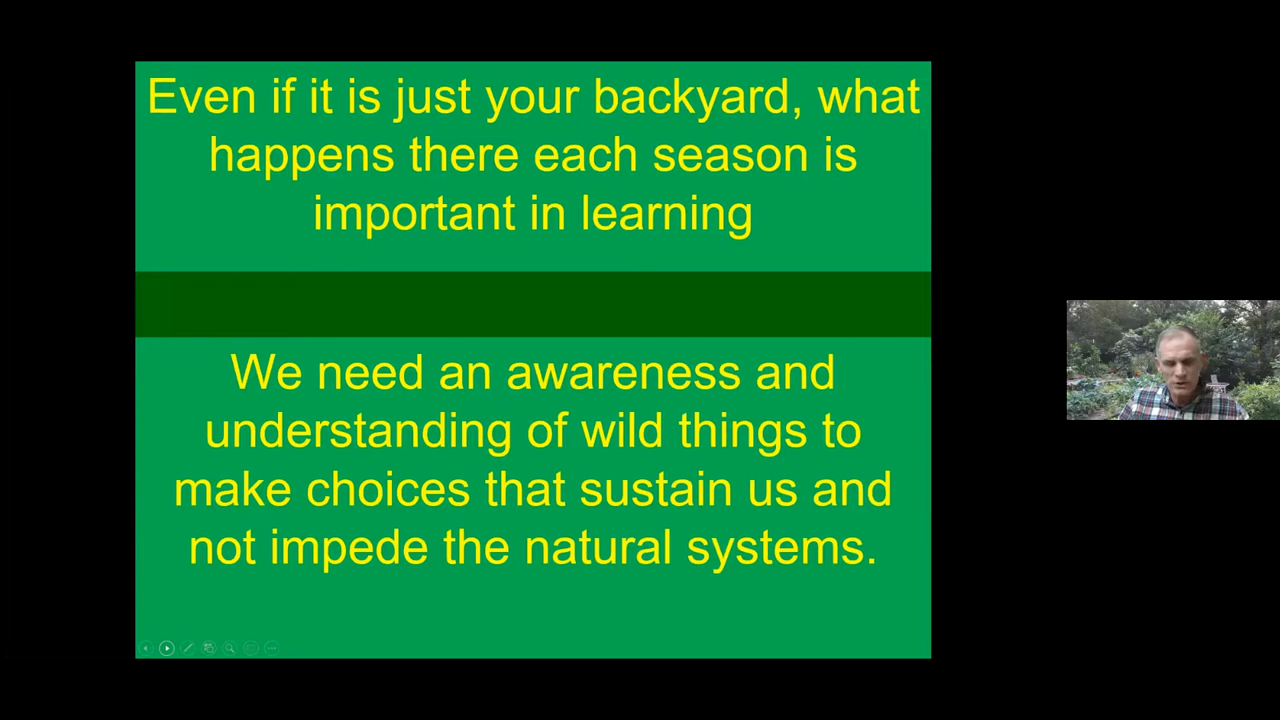 Even if it is just your backyard, what
happens there each season is
important in learning
We need an awareness and
understanding of wild things to
make choices that sustain us and
not impede the natural systems.